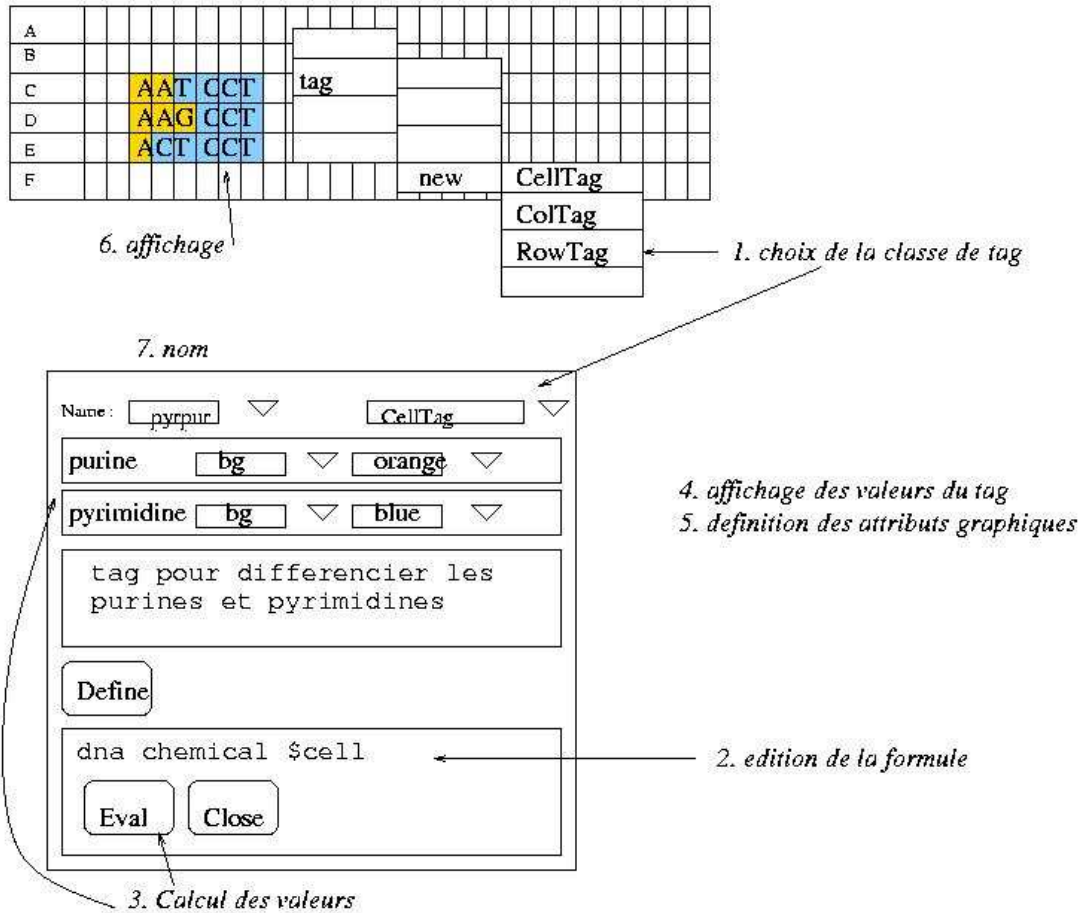 A
B
C
D
E
F
AAT CCT
AAG CCT
ACT CCT
tag
new
CellTag
ColTag
RowTag
6. affichage
1. choix de la classe de tag
7. nom
Name : pyrpur CellTag
purine bg orange
pyrimidine bg blue
4. affichage des valeurs du tag
5. definition des attributs graphiques
tag pour differencier les
purines et pyrimidines
Define
dna chemical $cell
2. edition de la formule
Eval Close
3. Calcul des valeurs